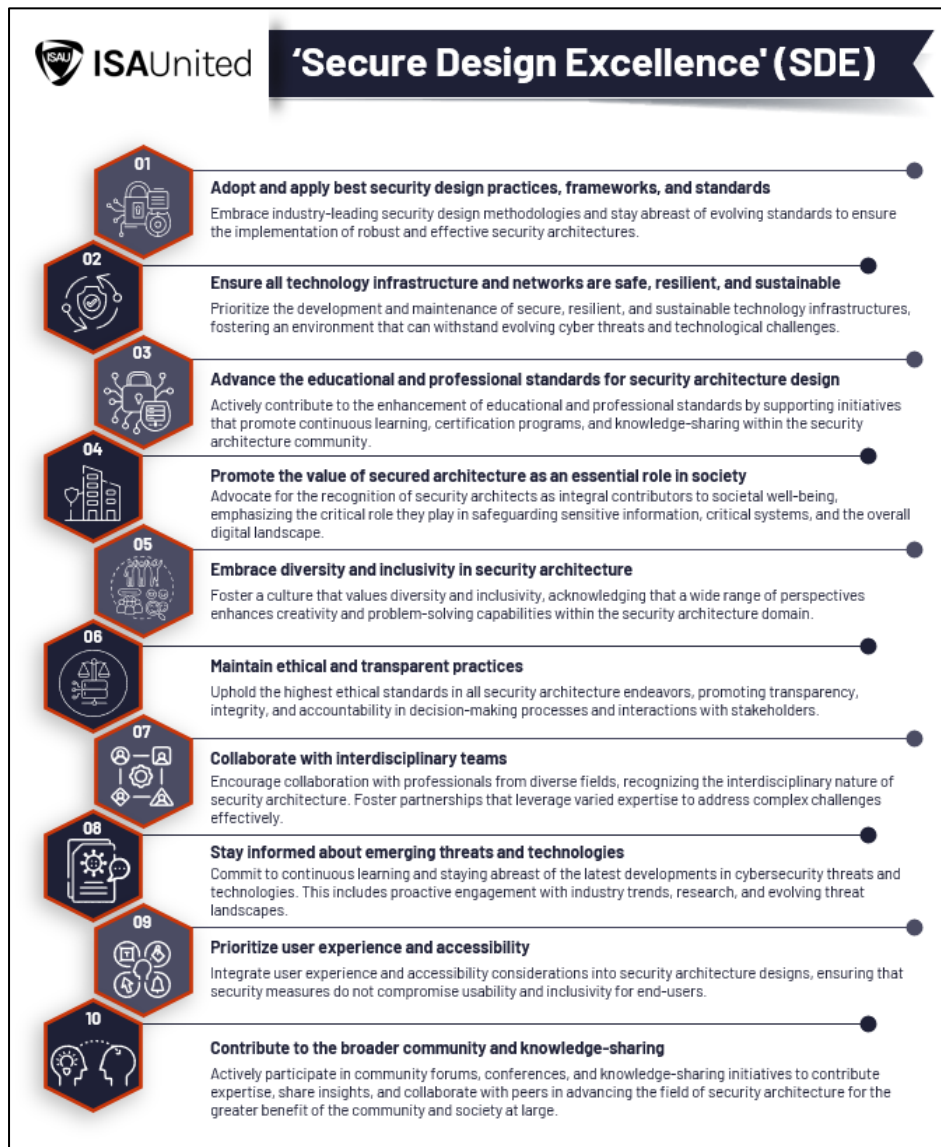 ISAU ISAUnited
'Secure Design Excellence' (SDE)
01
Adopt and apply best security design practices, frameworks, and standards
Embrace industry-leading security design methodologies and stay abreast of evolving standards to ensure
the implementation of robust and effective security architectures.
02
Ensure all technology infrastructure and networks are safe, resilient, and sustainable
Prioritize the development and maintenance of secure, resilient, and sustainable technology infrastructures,
fostering an environment that can withstand evolving cyber threats and technological challenges.
03
Advance the educational and professional standards for security architecture design
Actively contribute to the enhancement of educational and professional standards by supporting initiatives
that promote continuous learning, certification programs, and knowledge-sharing within the security
architecture community.
04
Promote the value of secured architecture as an essential role in society
Advocate for the recognition of security architects as integral contributors to societal well-being,
emphasizing the critical role they play in safeguarding sensitive information, critical systems, and the overall
digital landscape.
05
Embrace diversity and inclusivity in security architecture
Foster a culture that values diversity and inclusivity, acknowledging that a wide range of perspectives
enhances creativity and problem-solving capabilities within the security architecture domain.
06
Maintain ethical and transparent practices
Uphold the highest ethical standards in all security architecture endeavors, promoting transparency,
integrity, and accountability in decision-making processes and interactions with stakeholders.
07
Collaborate with interdisciplinary teams
Encourage collaboration with professionals from diverse fields, recognizing the interdisciplinary nature of
security architecture. Foster partnerships that leverage varied expertise to address complex challenges
effectively.
08
Stay informed about emerging threats and technologies
Commit to continuous learning and staying abreast of the latest developments in cybersecurity threats and
technologies. This includes proactive engagement with industry trends, research, and evolving threat
landscapes.
09
Prioritize user experience and accessibility
Integrate user experience and accessibility considerations into security architecture designs, ensuring that
security measures do not compromise usability and inclusivity for end-users.
10
Contribute to the broader community and knowledge-sharing
Actively participate in community forums, conferences, and knowledge-sharing initiatives to contribute
expertise, share insights, and collaborate with peers in advancing the field of security architecture for the
greater benefit of the community and society at large.